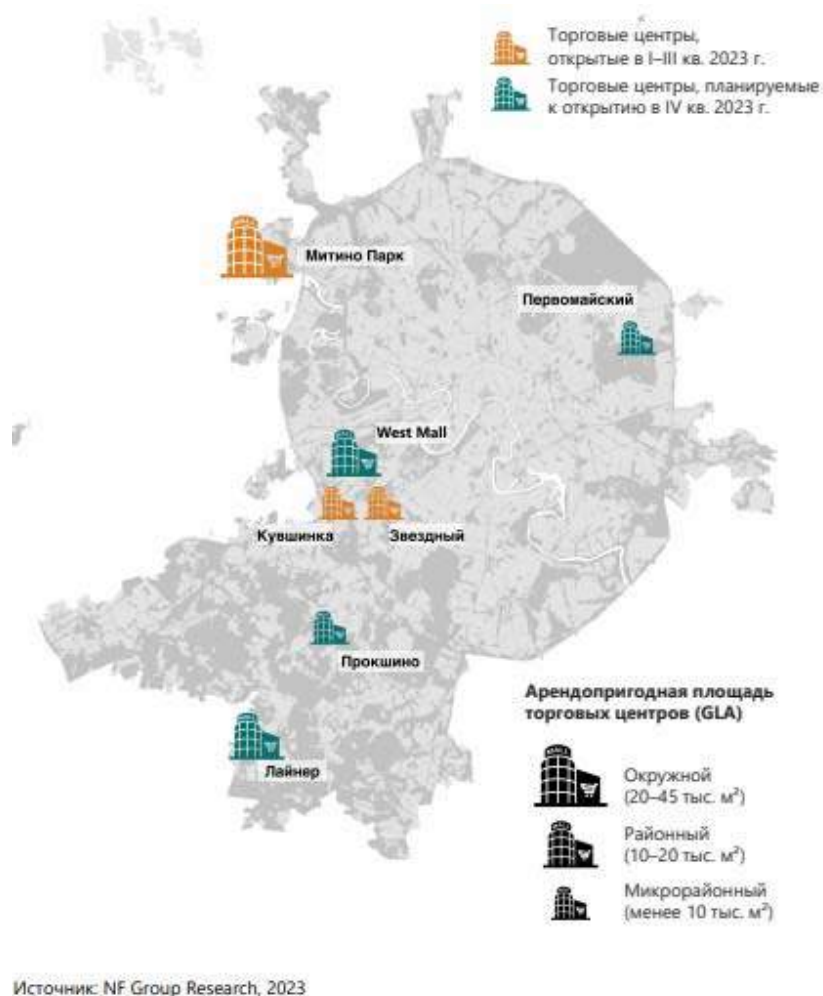 Торговые центры,
открытые в I–III кв. 2023 г.
Торговые центры, планируемые
к открытию в IV кв. 2023 г.
Митино Парк
Первомайский
West Mall
Кувшинка
Звездный
Прокшино
Лайнер
Арендопригодная площадь
торговых центров (GLA)
Окружной
(20–45 тыс. м²)
Районный
(10–20 тыс. м²)
Микрорайонный
(менее 10 тыс. м²)
Источник: NF Group Research, 2023